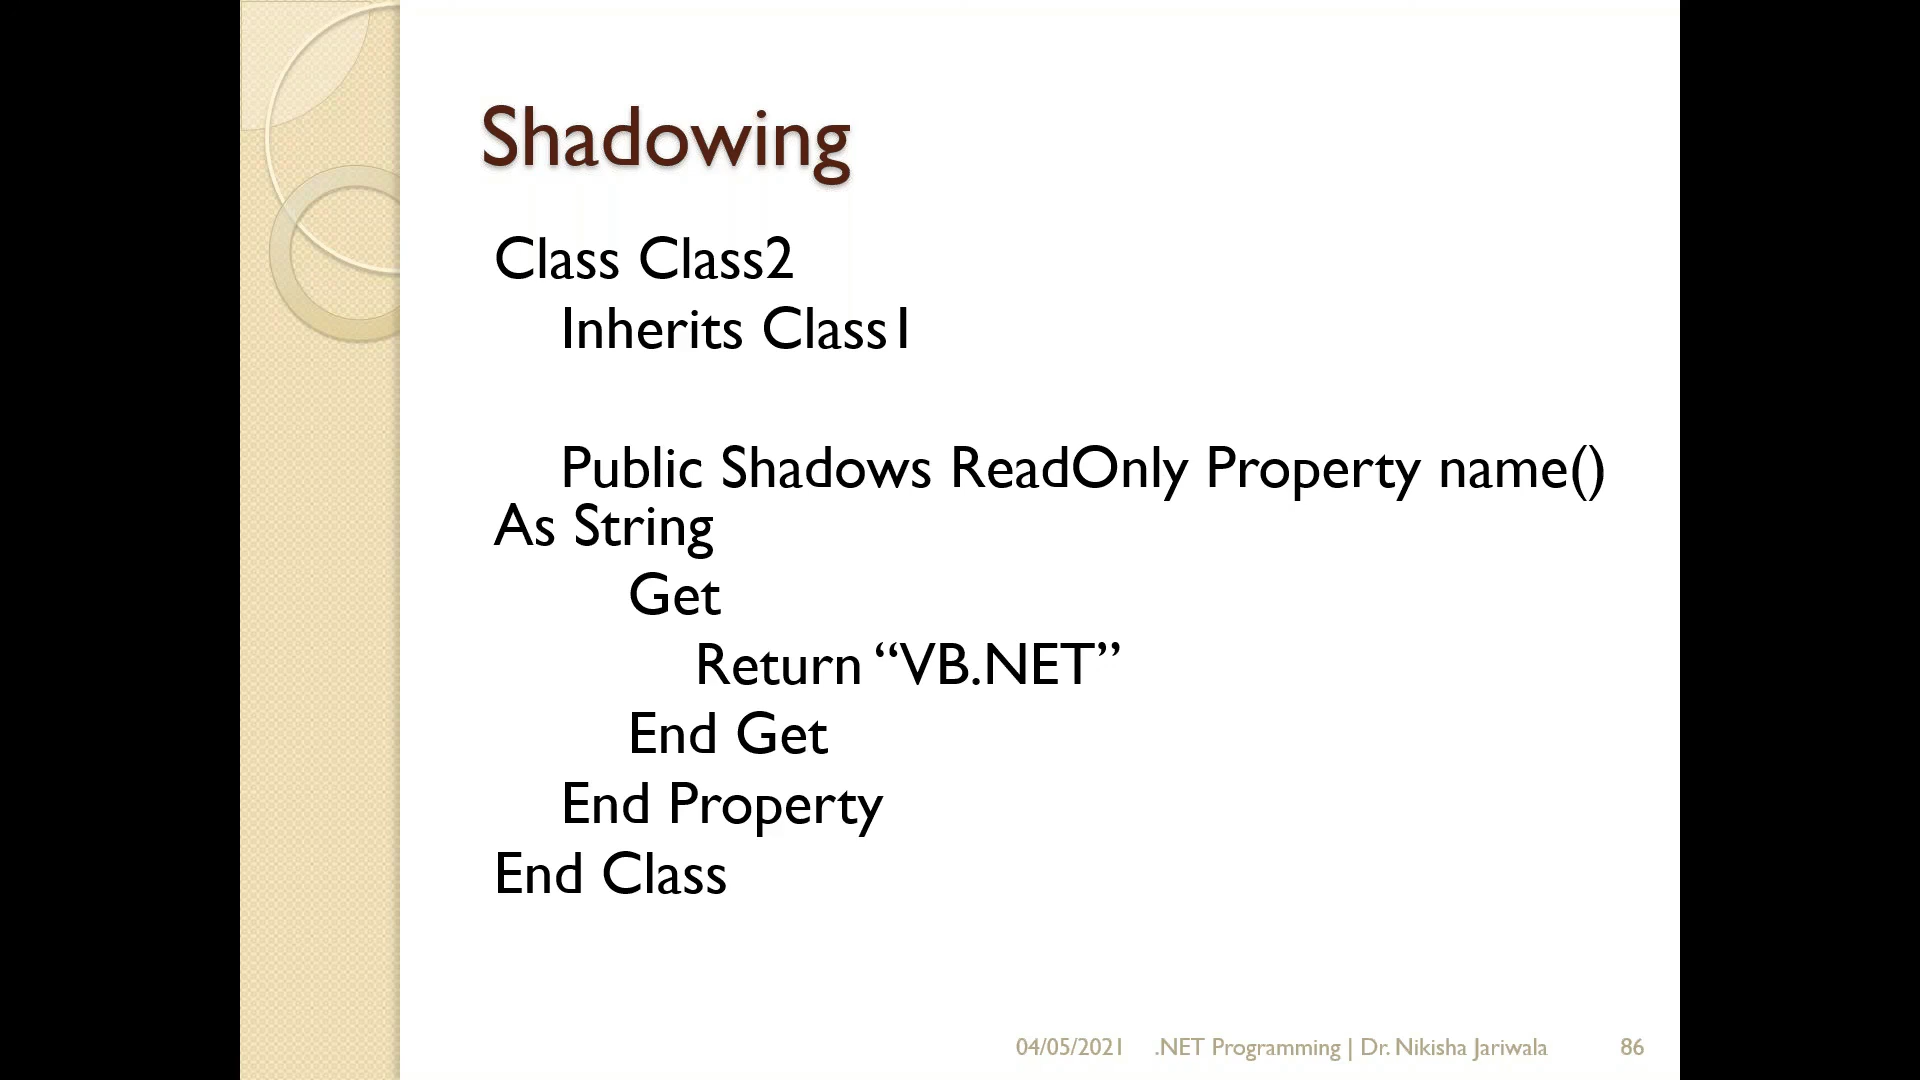 Shadowing
Class Class2
Inherits Class1
Public Shadows ReadOnly Property name()
As String
Get
Return “VB.NET”
End Get
End Property
End Class
04/05/2021 .NET Programming | Dr. Nikisha Jariwala 86